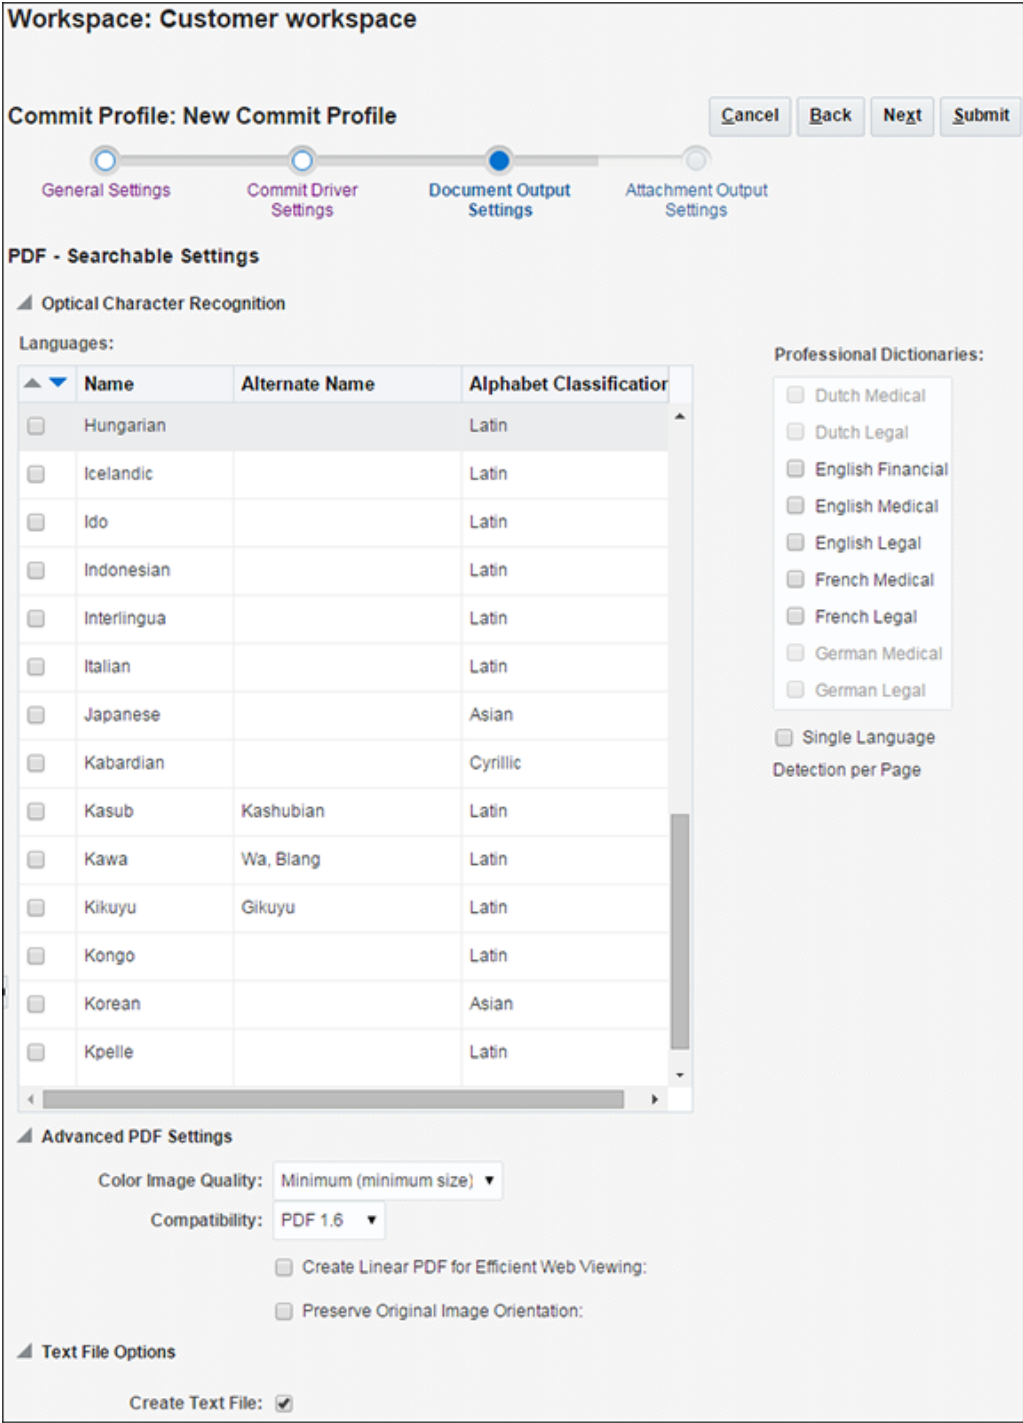 Workspace: Customer workspace
Commit Profile: New Commit Profile
Cancel Back Next Submit
General Settings
Commit Driver
Settings
Document Output
Settings
Attachment Output
Settings
PDF - Searchable Settings
Optical Character Recognition
Languages:
Name Alternate Name Alphabet Classification
Hungarian Latin
Icelandic Latin
Ido Latin
Indonesian Latin
Interlingua Latin
Italian Latin
Japanese Asian
Kabardian Cyrillic
Kasub Kashubian Latin
Kawa Wa, Blang Latin
Kikuyu Gikuyu Latin
Kongo Latin
Korean Asian
Kpelle Latin
Professional Dictionaries:
Dutch Medical
Dutch Legal
English Financial
English Medical
English Legal
French Medical
French Legal
German Medical
German Legal
Single Language
Detection per Page
Advanced PDF Settings
Color Image Quality: Minimum (minimum size)
Compatibility: PDF 1.6
Create Linear PDF for Efficient Web Viewing:
Preserve Original Image Orientation:
Text File Options
Create Text File: